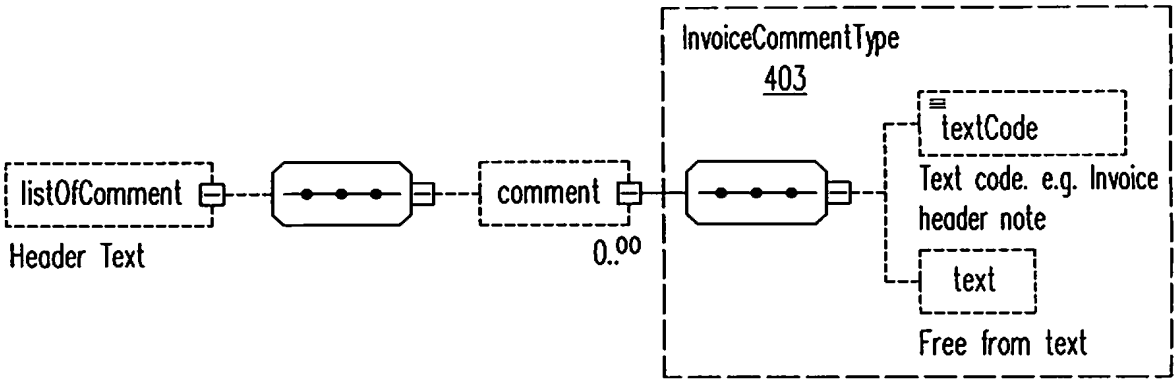 InvoiceCommentType
403
textCode
Text code. e.g. Invoice
header note
listOfComment
Header Text
comment
0..00
text
Free from text